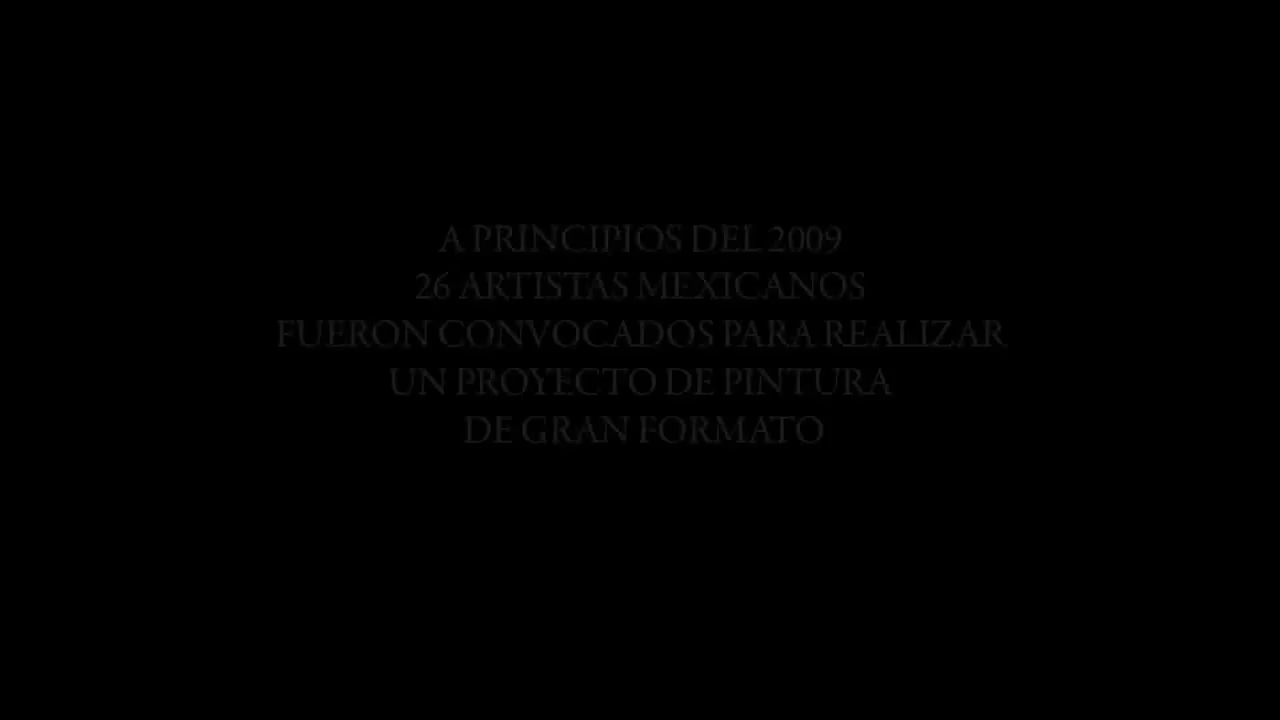 A PRINCIPIOS DEL 2009
26 ARTISTAS MEXICANOS
FUERON CONVOCADOS PARA REALIZAR
UN PROYECTO DE PINTURA
DE GRAN FORMATO